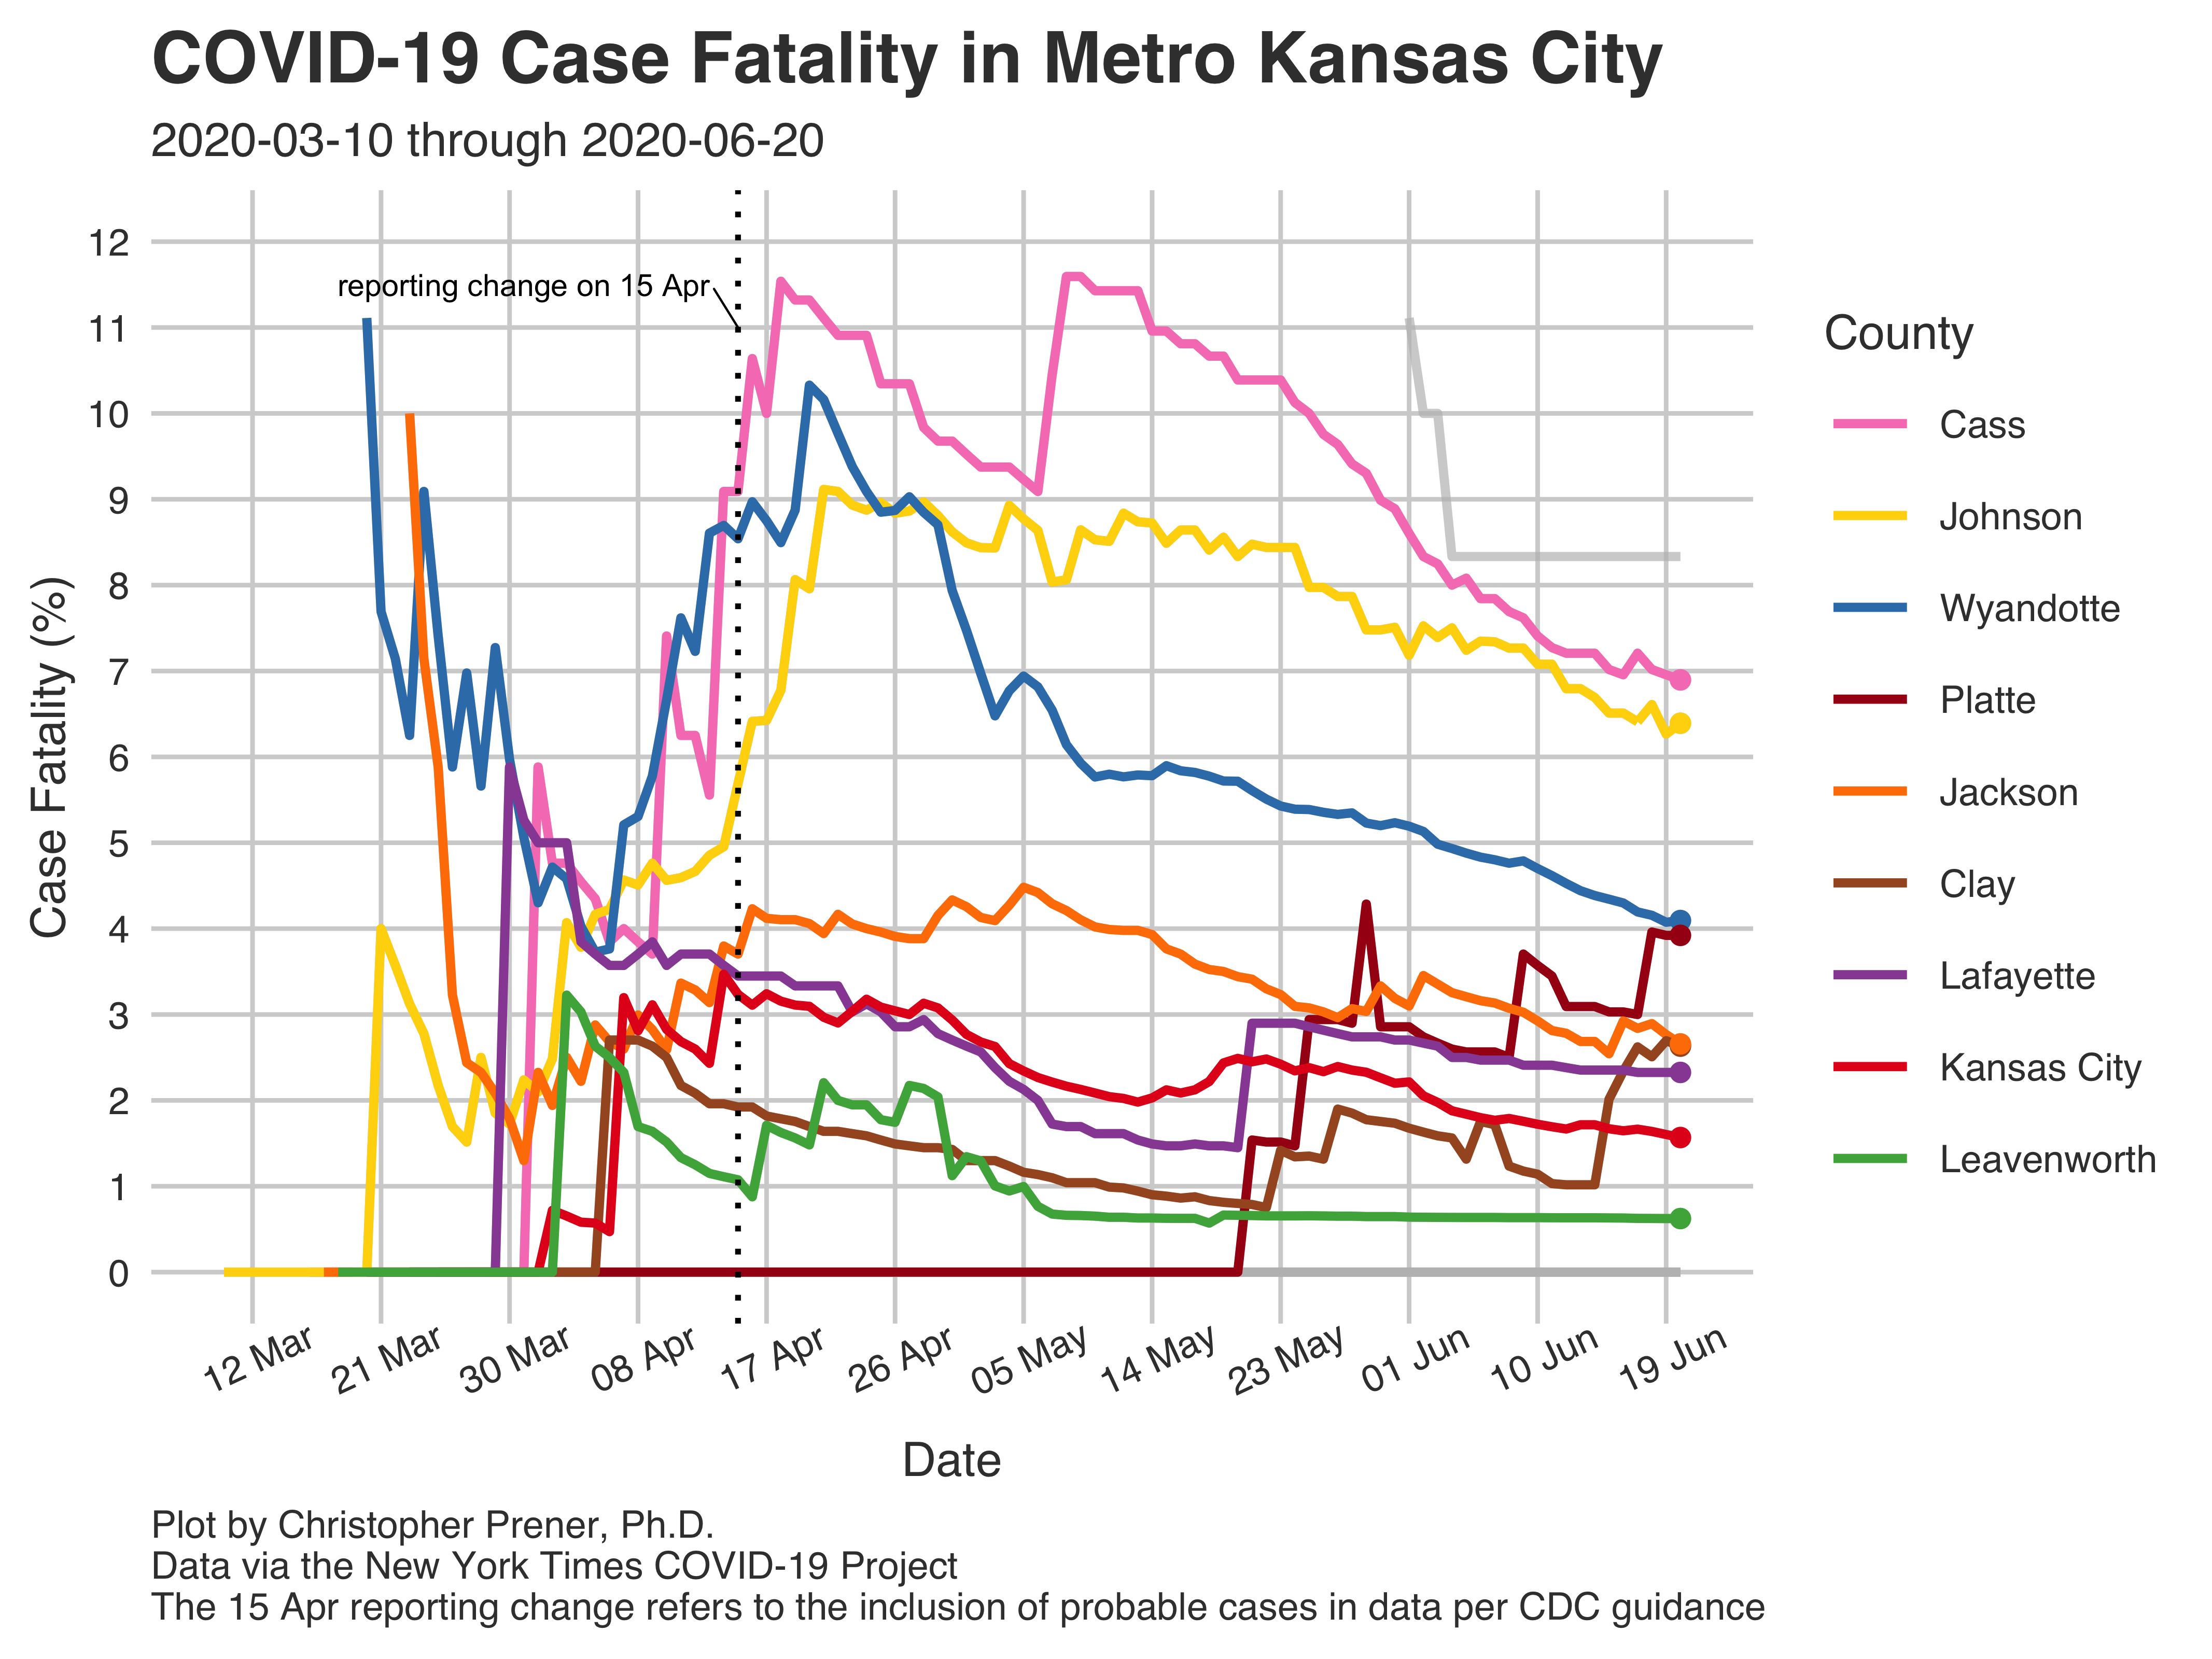 COVID-19 Case Fatality in Metro Kansas City
2020-03-10 through 2020-06-20
12
11
10
9
8
7
6
5
4
3
2
1
0
Case Fatality (%)
reporting change on 15 Apr
12 Mar
21 Mar
30 Mar
08 Apr
17 Apr
26 Apr
05 May
14 May
23 May
01 Jun
10 Jun
19 Jun
Date
County
Cass
Johnson
Wyandotte
Platte
Jackson
Clay
Lafayette
Kansas City
Leavenworth
Plot by Christopher Prener, Ph.D.
Data via the New York Times COVID-19 Project
The 15 Apr reporting change refers to the inclusion of probable cases in data per CDC guidance